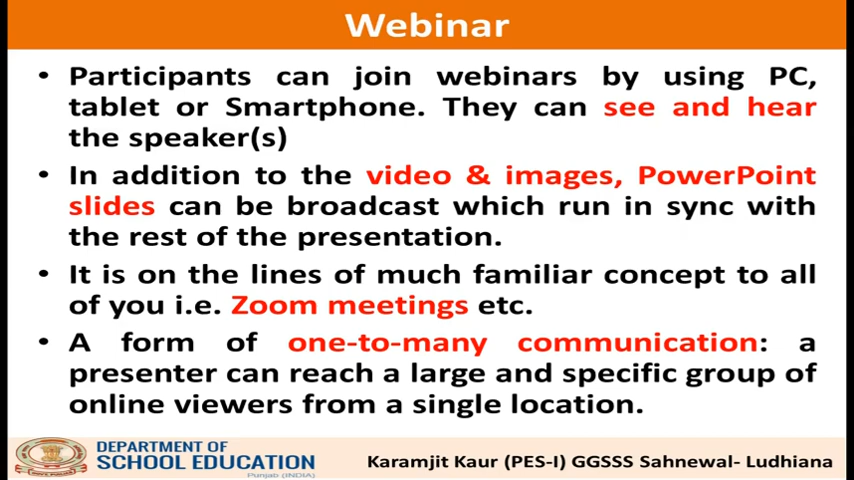 Webinar
• Participants can join webinars by using PC,
tablet or Smartphone. They can see and hear
the speaker(s)
• In addition to the video & images, PowerPoint
slides can be broadcast which run in sync with
the rest of the presentation.
• It is on the lines of much familiar concept to all
of you i.e. Zoom meetings etc.
• A form of one-to-many communication: a
presenter can reach a large and specific group of
online viewers from a single location.
DEPARTMENT OF
SCHOOL EDUCATION
Punjab (INDIA)
Karamjit Kaur (PES-I) GGSSS Sahnewal- Ludhiana